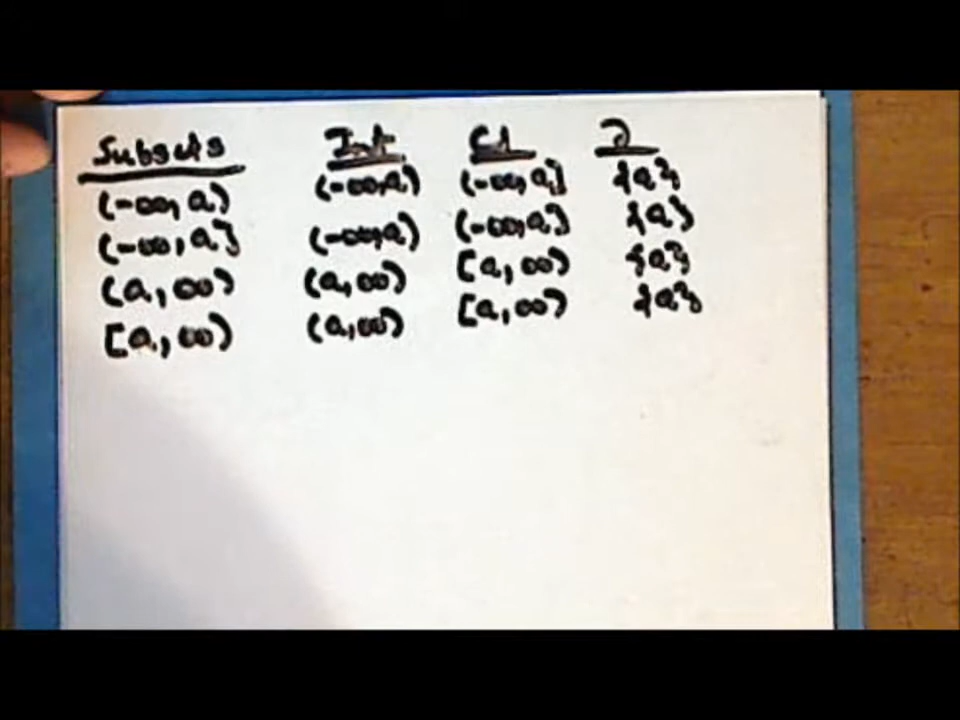 Subsets Int Cl ∂
(-∞, a) (-∞, a) (-∞, a] {a}
(-∞, a] (-∞, a) (-∞, a] {a}
(a, ∞) (a, ∞) [a, ∞) {a}
[a, ∞) (a, ∞) [a, ∞) {a}